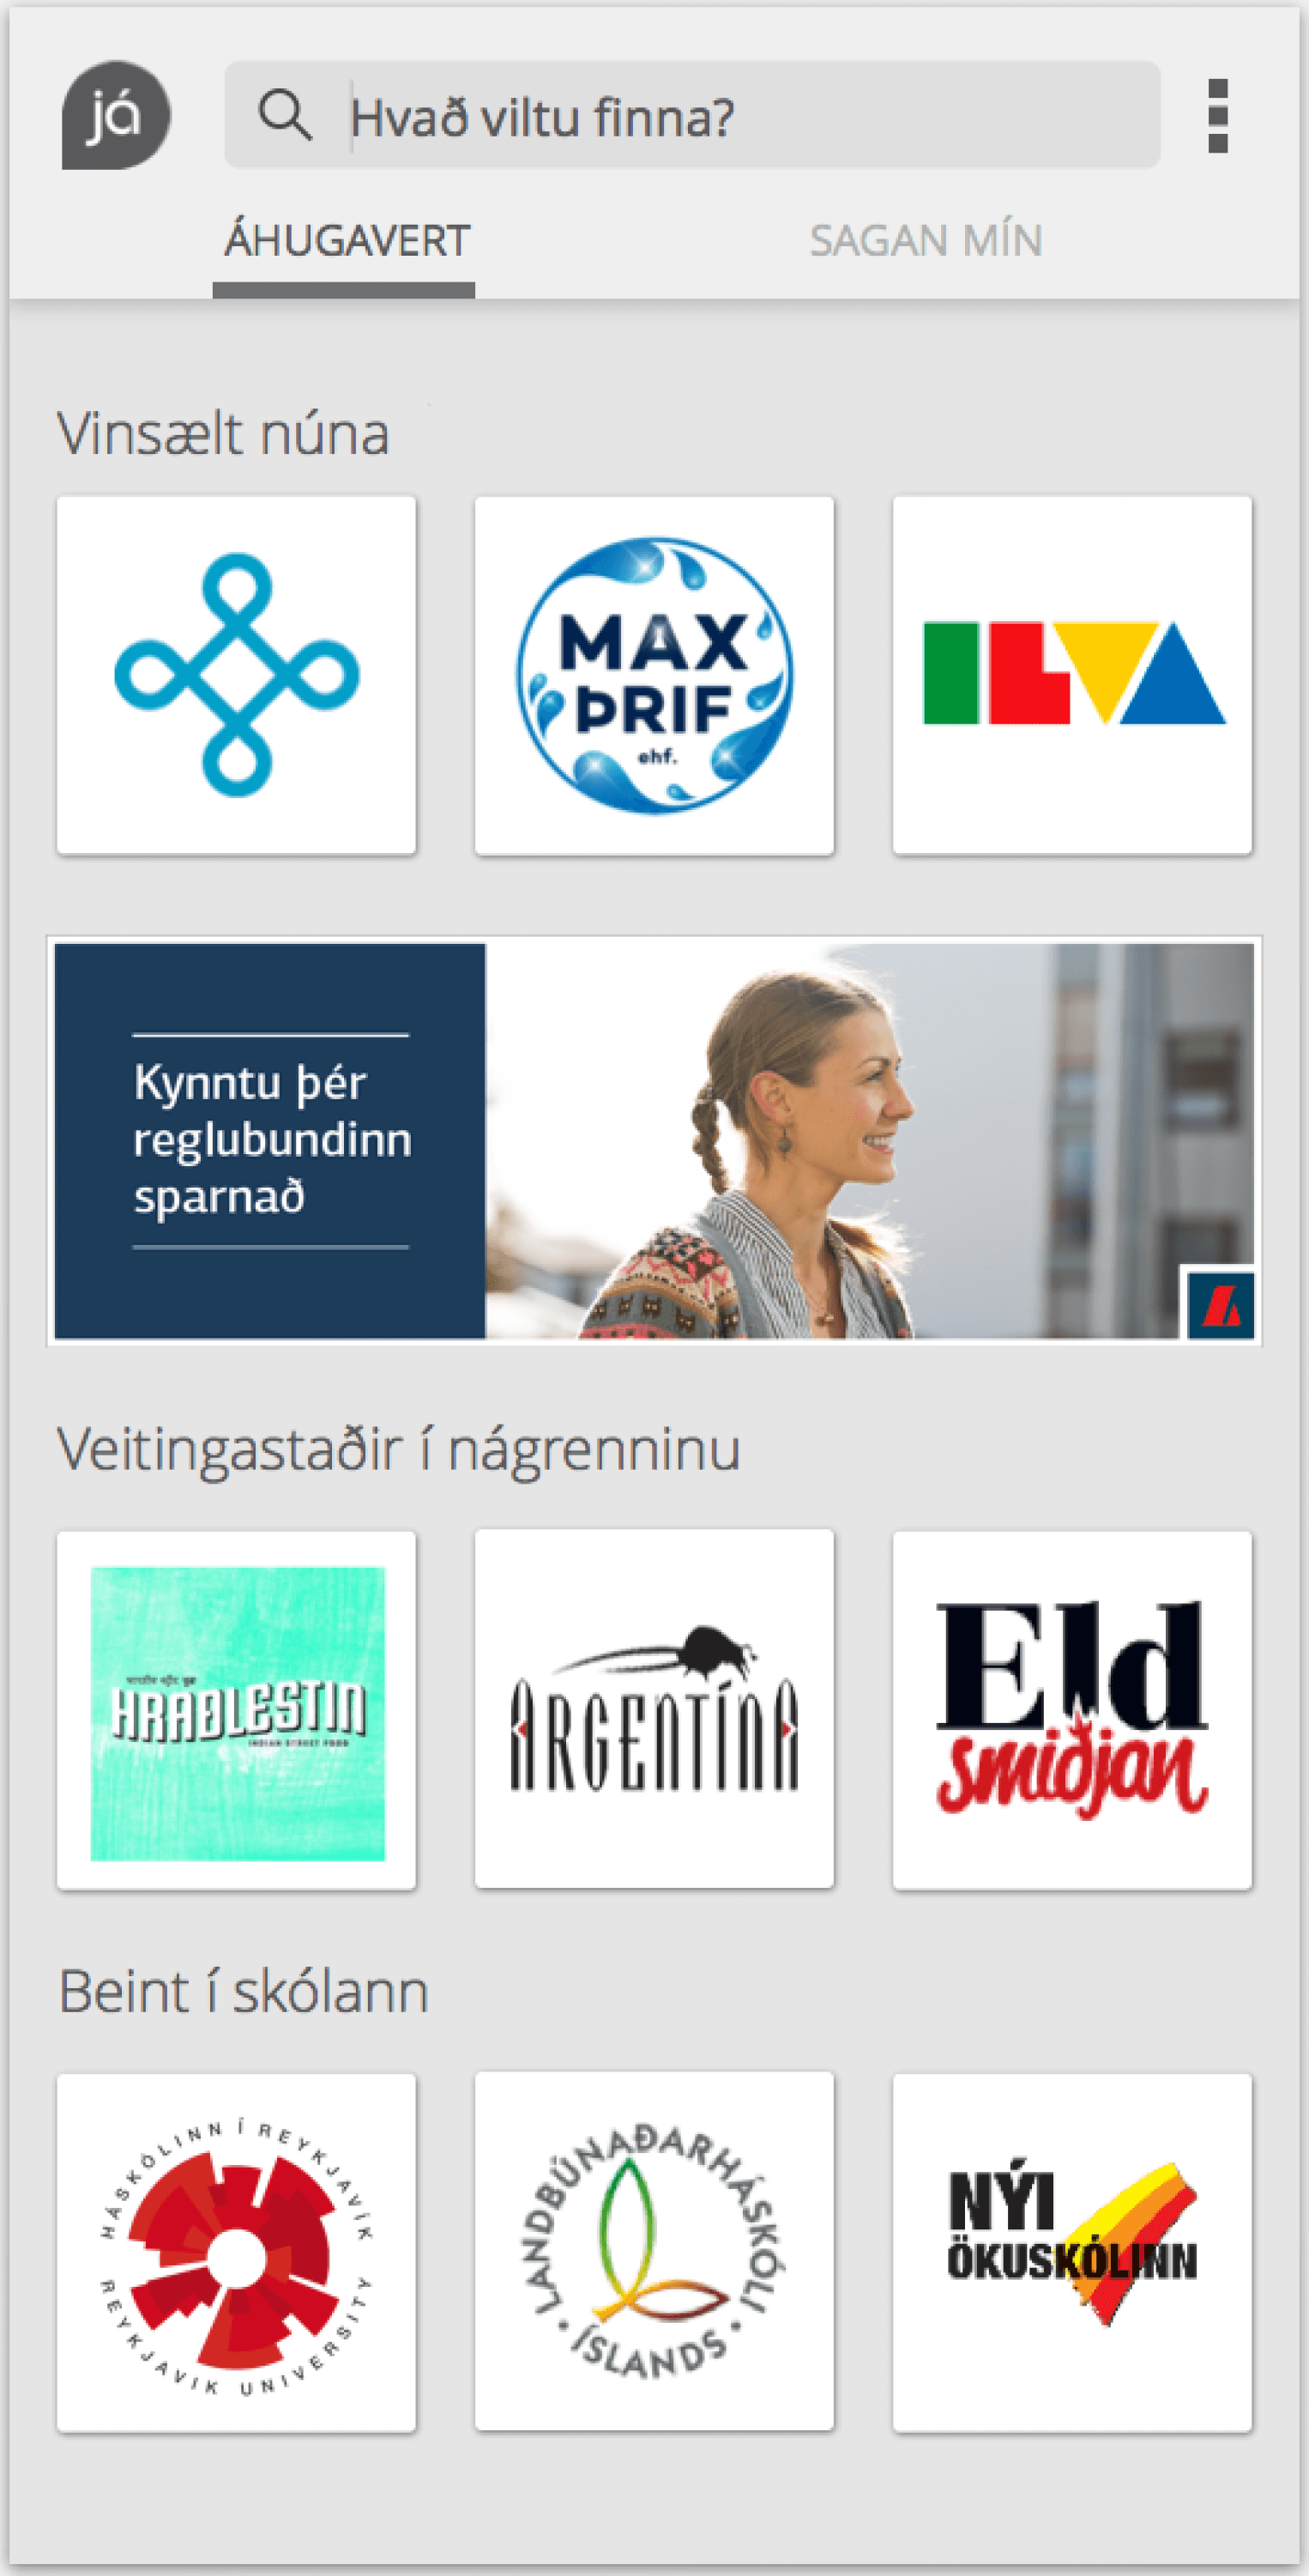 já
Hvað viltu finna?
ÁHUGAVERT
SAGAN MÍN
Vinsælt núna
MAX
ÞRIF
ehf.
ILVA
Kynntu þér
reglubundinn
sparnað
Veitingastaðir í nágrenninu
HRAÐLESTIN
INDIAN STREET FOOD
ARGENTÍNA
Eld
smiðjan
Beint í skólann
HÁSKÓLINN Í REYKJAVÍK
REYKJAVIK UNIVERSITY
LANDBÚNAÐARHÁSKÓLI
ÍSLANDS
NÝI
ÖKUSKÓLINN